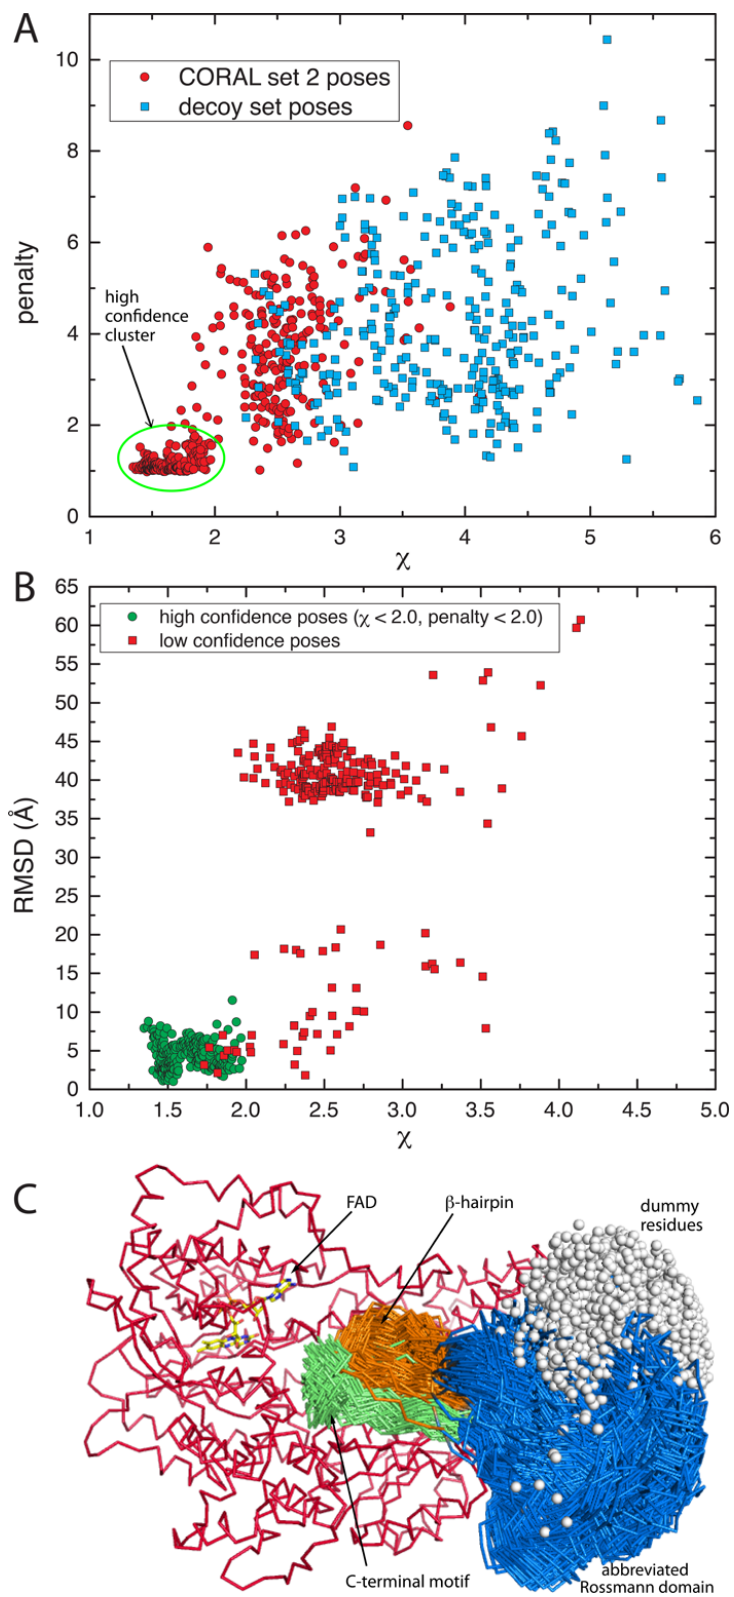 A
10
8
6
4
2
0
penalty
CORAL set 2 poses
decoy set poses
high
confidence
cluster
1 2 3 4 5 6
χ
B
65
60
55
50
45
40
35
30
25
20
15
10
5
0
RMSD (Å)
high confidence poses (χ < 2.0, penalty < 2.0)
low confidence poses
1.0 1.5 2.0 2.5 3.0 3.5 4.0 4.5 5.0
χ
C
FAD
β-hairpin
dummy
residues
C-terminal motif
abbreviated
Rossmann domain